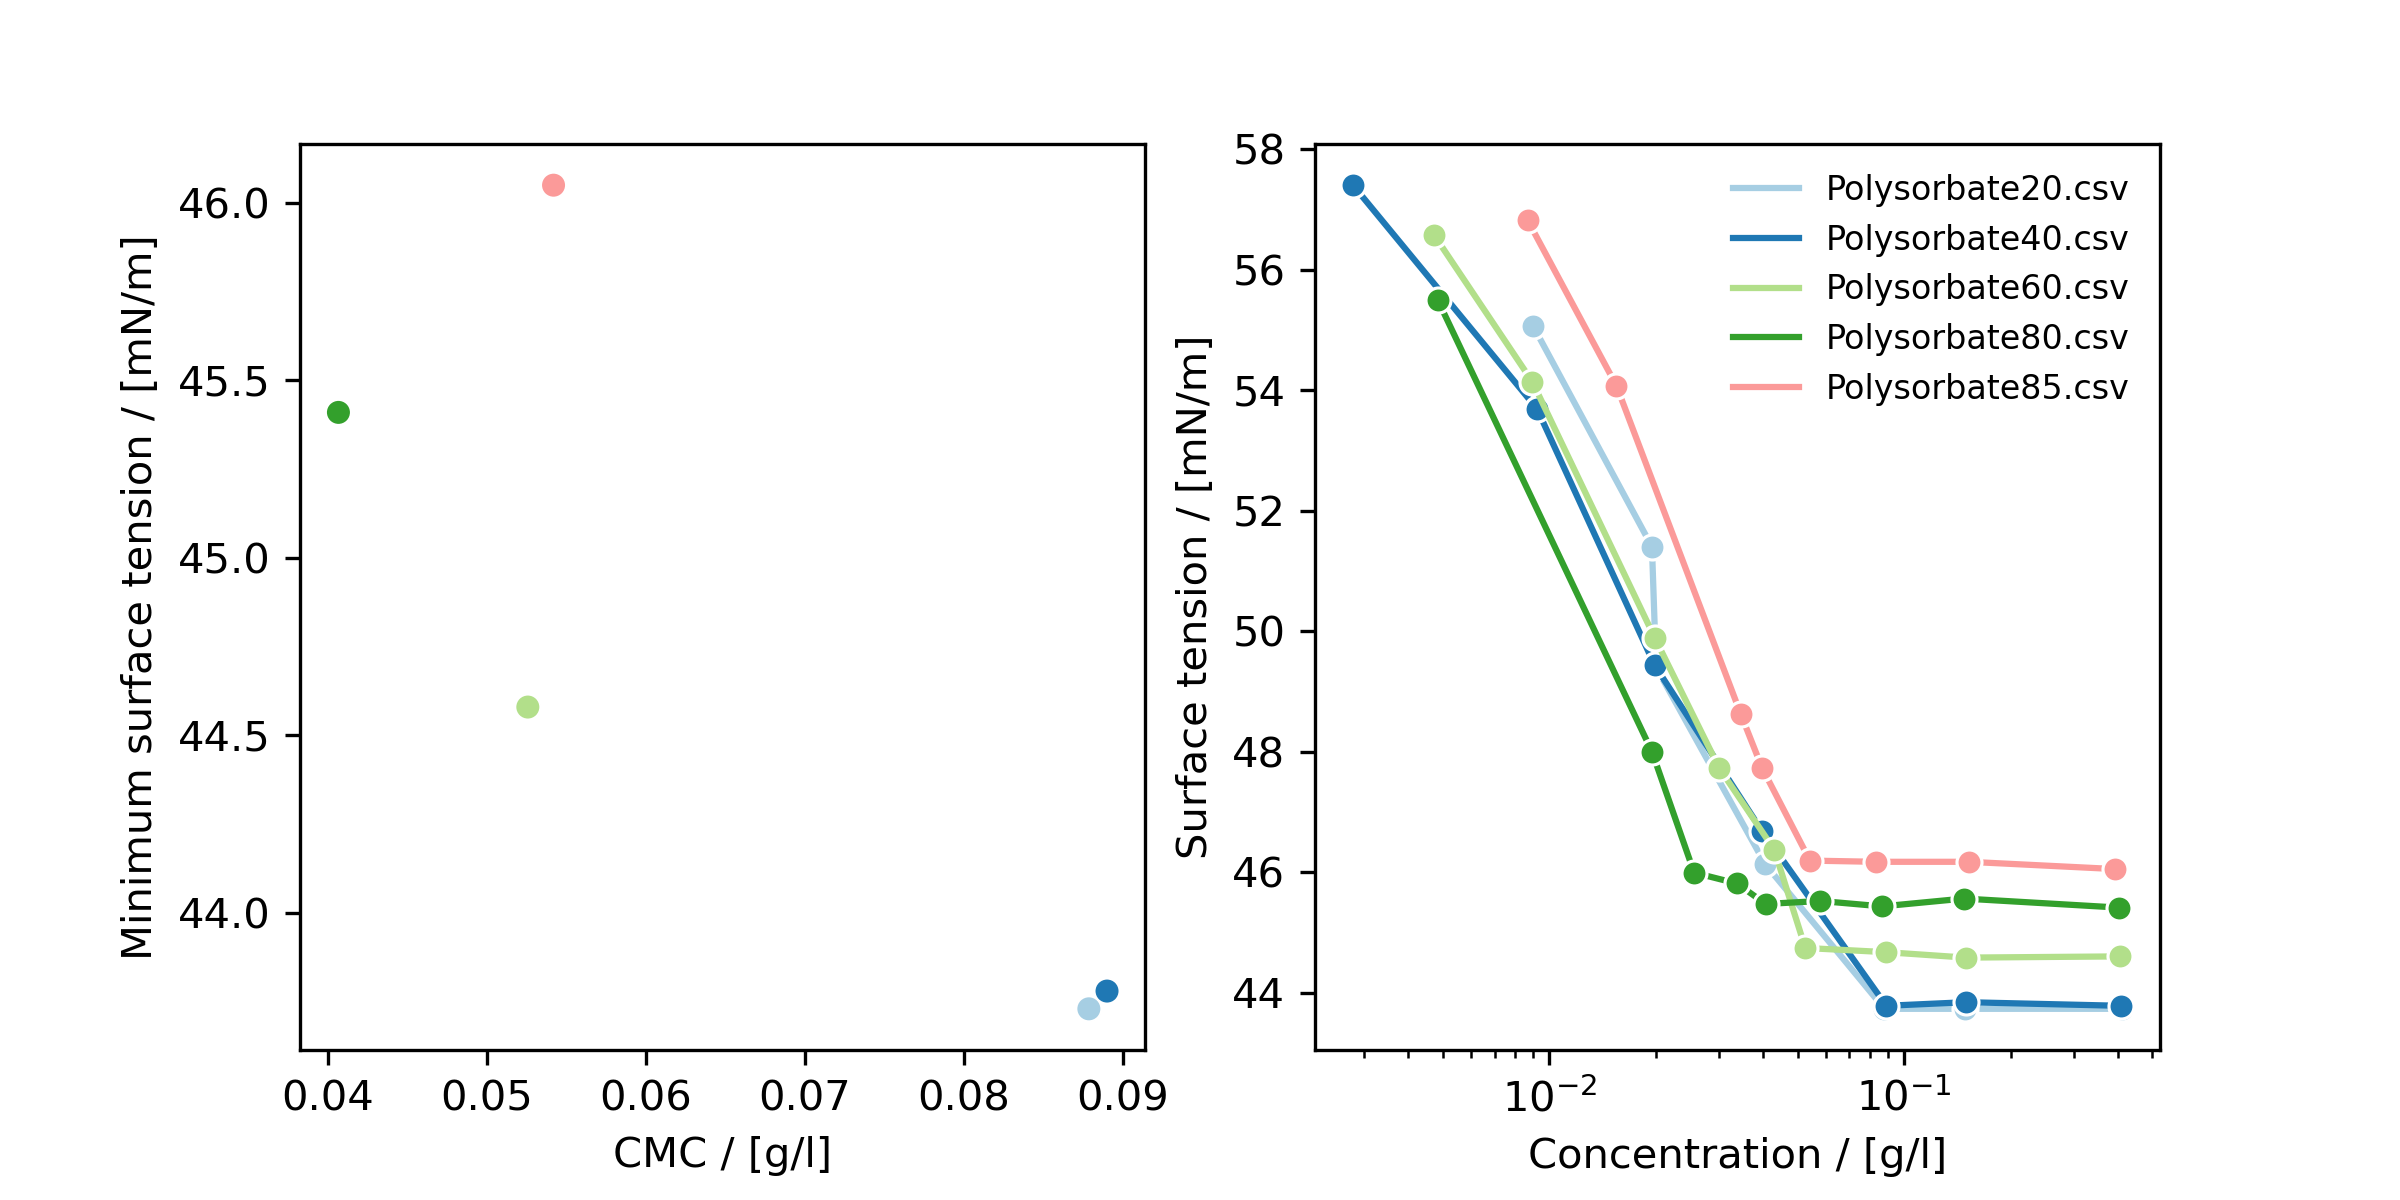 Minimum surface tension / [mN/m]
46.0
45.5
45.0
44.5
44.0
0.04 0.05 0.06 0.07 0.08 0.09
CMC / [g/l]
Surface tension / [mN/m]
58
56
54
52
50
48
46
44
10⁻² 10⁻¹
Concentration / [g/l]
Polysorbate20.csv
Polysorbate40.csv
Polysorbate60.csv
Polysorbate80.csv
Polysorbate85.csv